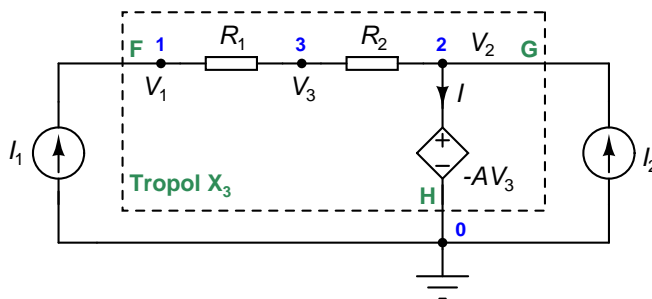 F 1 R1 3 R2 2 V2 G
V1 V3 I
I1 + I2
− -AV3
Tropol X3 H
0